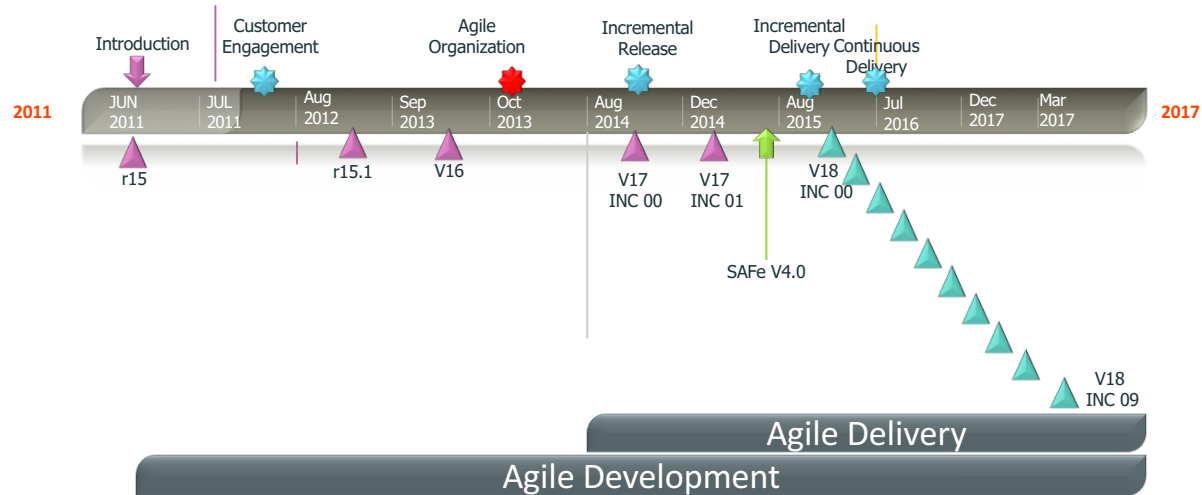 Introduction
Customer
Engagement
Agile
Organization
Incremental
Release
Incremental
Delivery
Continuous
Delivery
2011
JUN
2011
JUL
2011
Aug
2012
Sep
2013
Oct
2013
Aug
2014
Dec
2014
Aug
2015
Jul
2016
Dec
2017
Mar
2017
2017
r15
r15.1
V16
V17
INC 00
V17
INC 01
V18
INC 00
SAFe V4.0
V18
INC 09
Agile Delivery
Agile Development